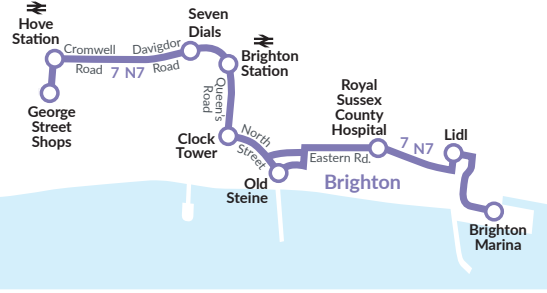 Hove
Station
Cromwell
Road
7 N7
Davigdor
Road
Seven
Dials
Brighton
Station
George
Street
Shops
Queen's
Road
Clock
Tower
North
Street
Old
Steine
Eastern Rd.
Royal
Sussex
County
Hospital
7 N7
Lidl
Brighton
Brighton
Marina